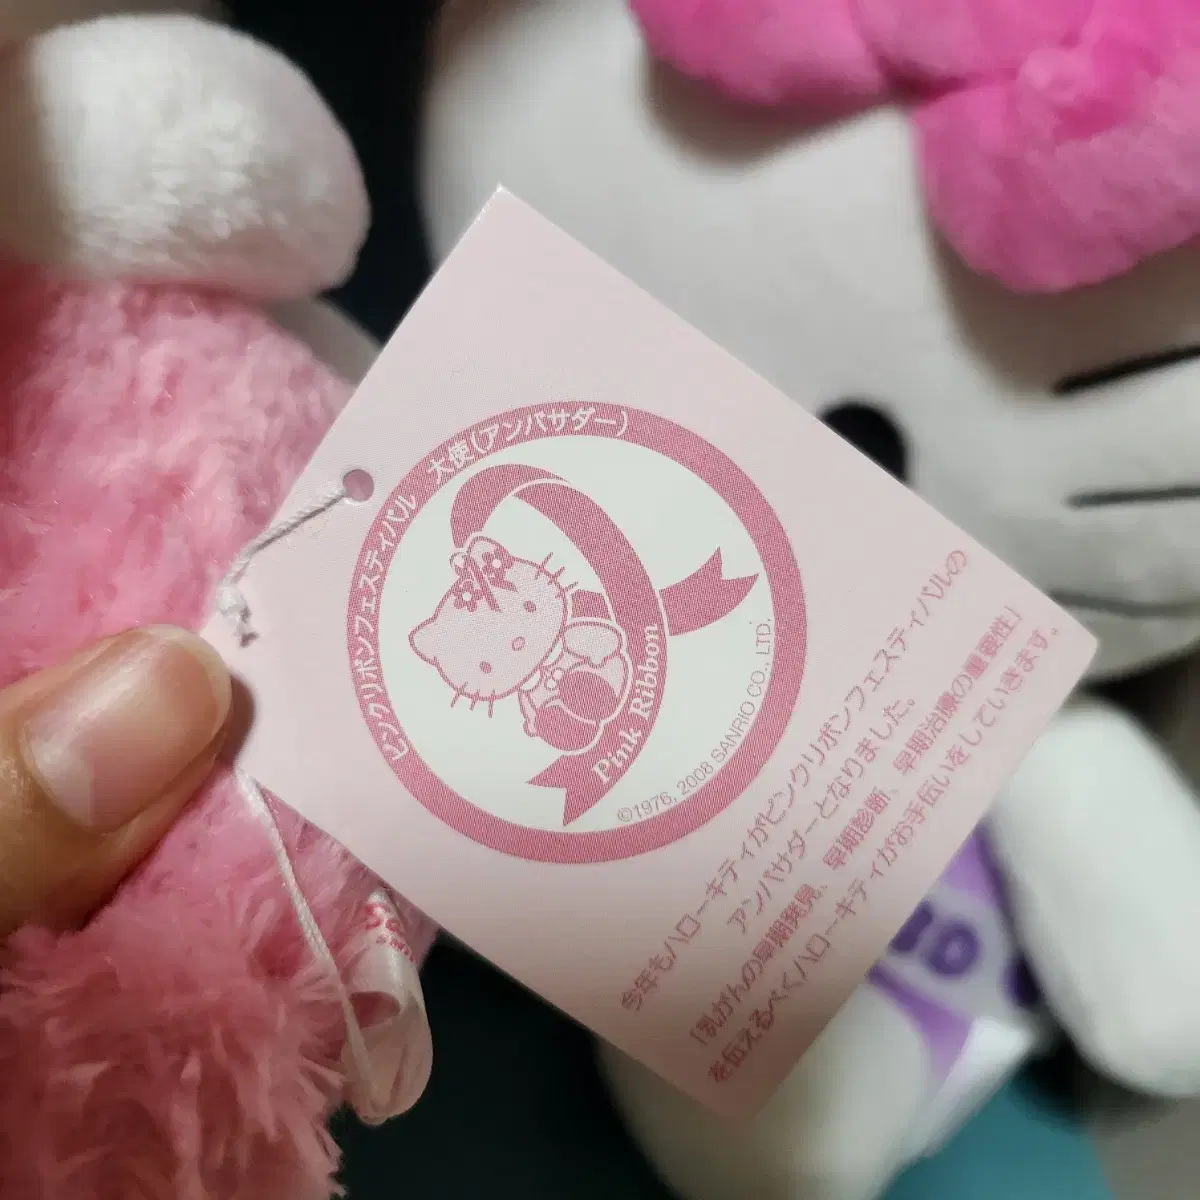 ピンクリボンフェスティバル 大使(アンバサダー)
Pink Ribbon
©1976, 2008 SANRIO CO., LTD.
今年もハローキティがピンクリボンフェスティバルの
アンバサダーとなりました。
「乳がんの早期発見、早期診断、早期治療の重要性」
を伝えるべくハローキティがお手伝いをしていきます。